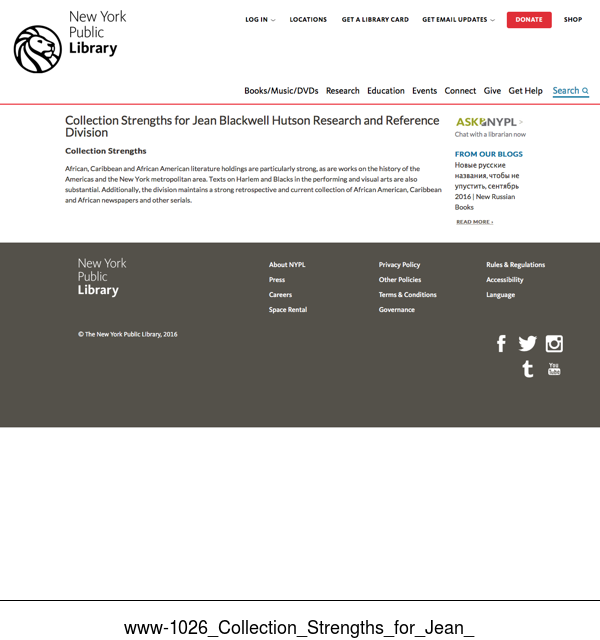 New York
Public
Library
LOG IN
LOCATIONS
GET A LIBRARY CARD
GET EMAIL UPDATES
DONATE
SHOP
Books/Music/DVDs
Research
Education
Events
Connect
Give
Get Help
Search
Collection Strengths for Jean Blackwell Hutson Research and Reference
Division
Collection Strengths
African, Caribbean and African American literature holdings are particularly strong, as are works on the history of the
Americas and the New York metropolitan area. Texts on Harlem and Blacks in the performing and visual arts are also
substantial. Additionally, the division maintains a strong retrospective and current collection of African American, Caribbean
and African newspapers and other serials.
ASK NYPL >
Chat with a librarian now
FROM OUR BLOGS
Новые русские
названия, чтобы не
упустить, сентябрь
2016 | New Russian
Books
READ MORE ›
New York
Public
Library
About NYPL
Press
Careers
Space Rental
Privacy Policy
Other Policies
Terms & Conditions
Governance
Rules & Regulations
Accessibility
Language
© The New York Public Library, 2016
You
Tube
www-1026_Collection_Strengths_for_Jean_